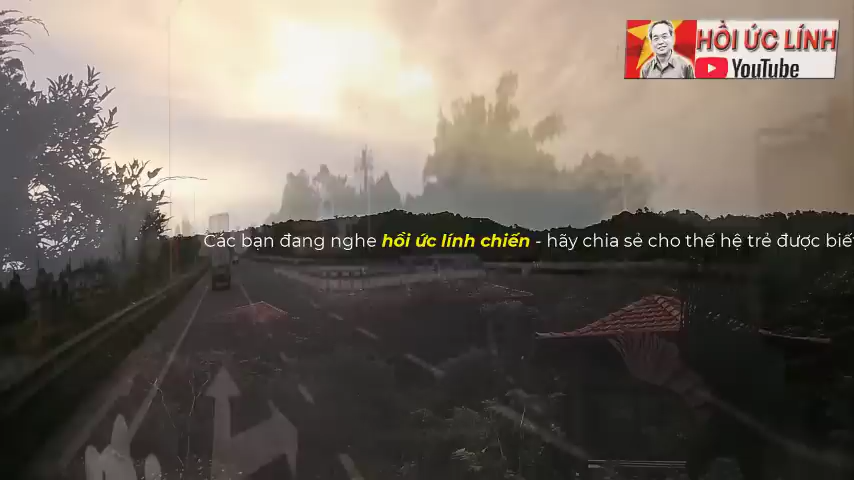 HỒI ỨC LÍNH
YouTube
Các bạn đang nghe hồi ức lính chiến - hãy chia sẻ cho thế hệ trẻ được biết